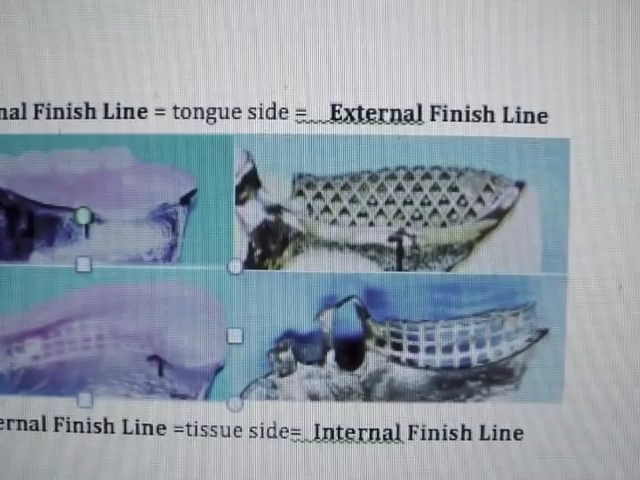 nal Finish Line = tongue side = External Finish Line
ernal Finish Line =tissue side= Internal Finish Line